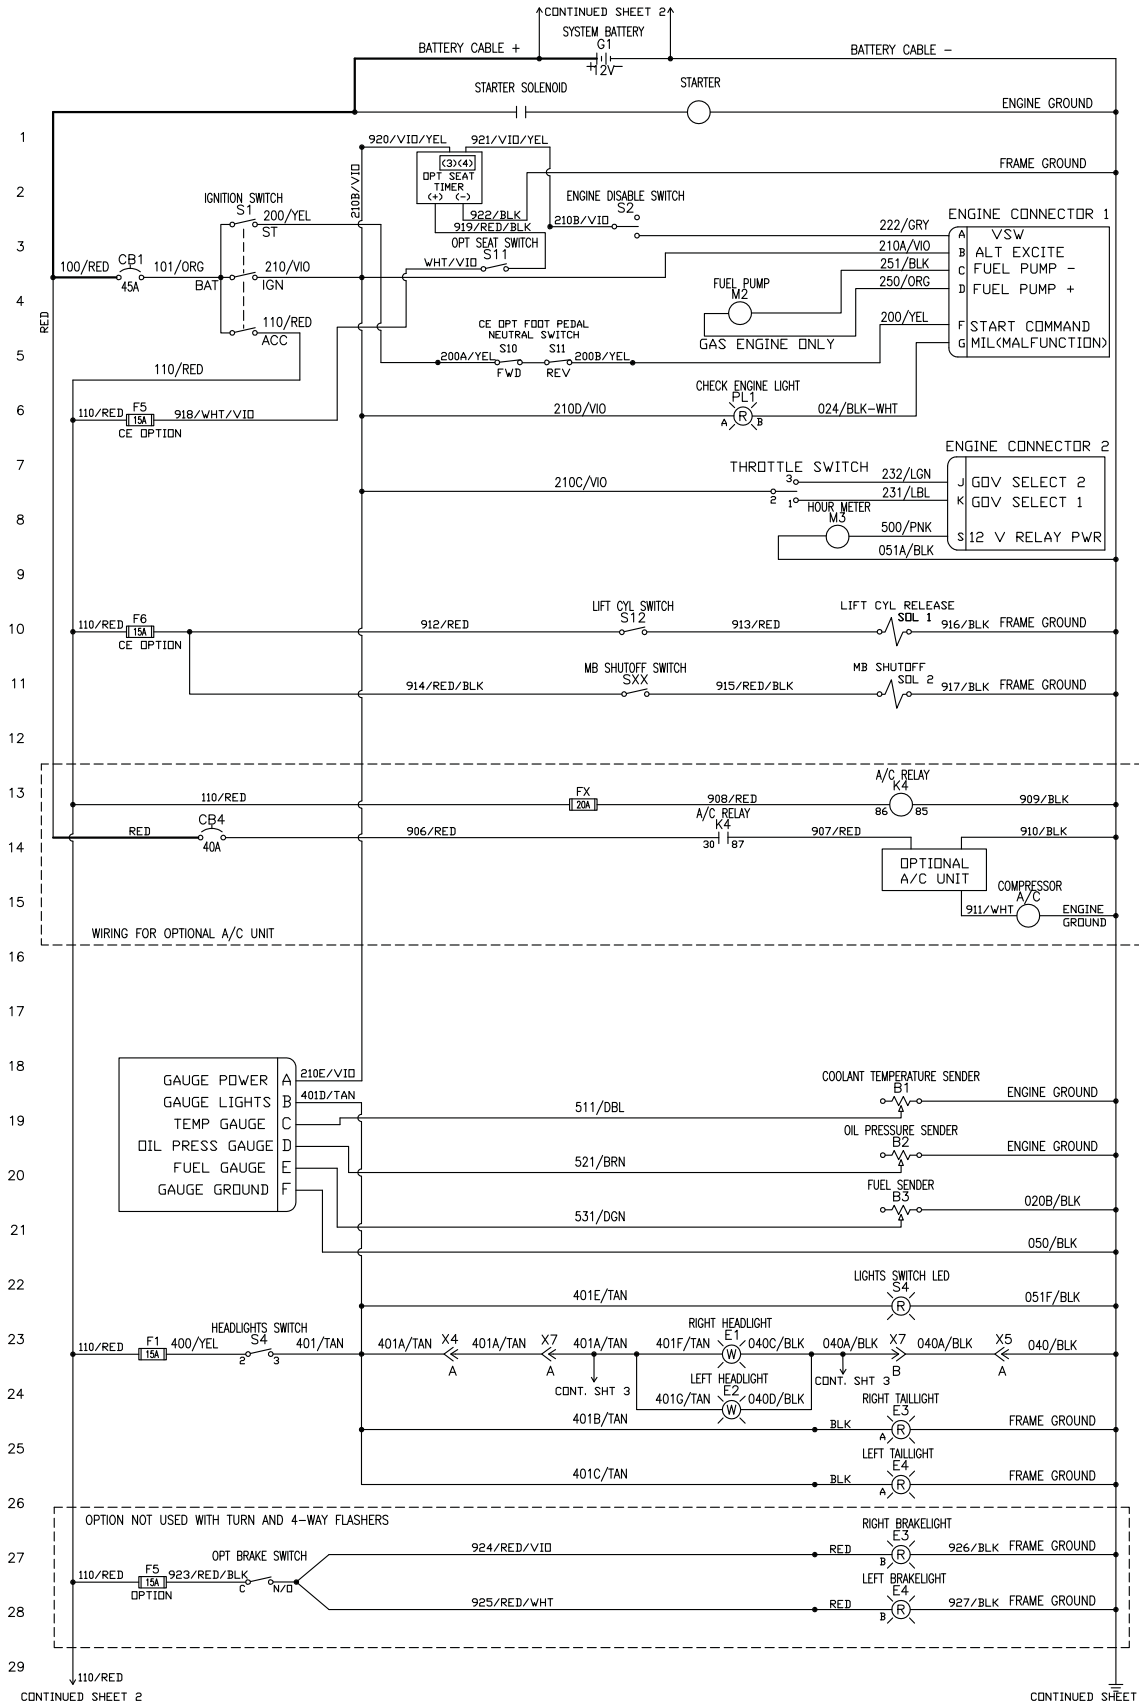 CONTINUED SHEET 2
SYSTEM BATTERY
G1
BATTERY CABLE +
BATTERY CABLE -
+12V-
STARTER SOLENOID
STARTER
ENGINE GROUND
1
920/VIO/YEL
921/VIO/YEL
(3)(4)
FRAME GROUND
210B/VIO
OPT SEAT
TIMER
(+) (-)
2
IGNITION SWITCH
S1
200/YEL
ST
922/BLK
919/RED/BLK
ENGINE DISABLE SWITCH
S2
210B/VIO
ENGINE CONNECTOR 1
222/GRY
A
VSW
3
OPT SEAT SWITCH
S11
WHT/VIO
210A/VIO
B
ALT EXCITE
100/RED
CB1
45A
101/ORG
BAT
210/VIO
IGN
251/BLK
C
FUEL PUMP -
FUEL PUMP
M2
250/ORG
D
FUEL PUMP +
4
RED
110/RED
ACC
CE OPT FOOT PEDAL
NEUTRAL SWITCH
S10
S11
200/YEL
F
START COMMAND
GAS ENGINE ONLY
G
MIL(MALFUNCTION)
5
200A/YEL
FWD
REV
200B/YEL
110/RED
CHECK ENGINE LIGHT
PL1
6
110/RED
F5
15A
918/WHT/VIO
CE OPTION
210D/VIO
A
R
B
024/BLK-WHT
ENGINE CONNECTOR 2
7
THROTTLE SWITCH
210C/VIO
3
2
1
232/LGN
J
GOV SELECT 2
231/LBL
K
GOV SELECT 1
8
HOUR METER
M3
500/PNK
S
12 V RELAY PWR
051A/BLK
9
LIFT CYL SWITCH
S12
LIFT CYL RELEASE
SOL 1
10
110/RED
F6
15A
CE OPTION
912/RED
913/RED
916/BLK
FRAME GROUND
MB SHUTOFF SWITCH
SXX
MB SHUTOFF
SOL 2
11
914/RED/BLK
915/RED/BLK
917/BLK
FRAME GROUND
12
13
110/RED
FX
20A
908/RED
A/C RELAY
K4
86
85
909/BLK
RED
CB4
40A
906/RED
A/C RELAY
K4
30
87
907/RED
910/BLK
14
OPTIONAL
A/C UNIT
COMPRESSOR
A/C
15
911/WHT
ENGINE
GROUND
WIRING FOR OPTIONAL A/C UNIT
16
17
18
GAUGE POWER
A
210E/VIO
GAUGE LIGHTS
B
401D/TAN
COOLANT TEMPERATURE SENDER
B1
ENGINE GROUND
19
TEMP GAUGE
C
511/DBL
OIL PRESS GAUGE
D
OIL PRESSURE SENDER
B2
ENGINE GROUND
20
FUEL GAUGE
E
521/BRN
GAUGE GROUND
F
FUEL SENDER
B3
020B/BLK
21
531/DGN
050/BLK
22
LIGHTS SWITCH LED
S4
401E/TAN
R
051F/BLK
23
110/RED
F1
15A
400/YEL
HEADLIGHTS SWITCH
S4
2
3
401/TAN
401A/TAN
X4
A
401A/TAN
X7
A
401A/TAN
CONT. SHT 3
RIGHT HEADLIGHT
E1
401F/TAN
W
040C/BLK
040A/BLK
X7
B
040A/BLK
X5
A
040/BLK
CONT. SHT 3
24
LEFT HEADLIGHT
E2
401G/TAN
W
040D/BLK
RIGHT TAILLIGHT
E3
401B/TAN
BLK
A
R
FRAME GROUND
25
LEFT TAILLIGHT
E4
401C/TAN
BLK
A
R
FRAME GROUND
26
OPTION NOT USED WITH TURN AND 4-WAY FLASHERS
RIGHT BRAKELIGHT
E3
27
924/RED/VIO
RED
B
R
926/BLK
FRAME GROUND
110/RED
F5
15A
OPTION
923/RED/BLK
OPT BRAKE SWITCH
C
N/O
LEFT BRAKELIGHT
E4
28
925/RED/WHT
RED
B
R
927/BLK
FRAME GROUND
29
110/RED
CONTINUED SHEET 2
CONTINUED SHEET